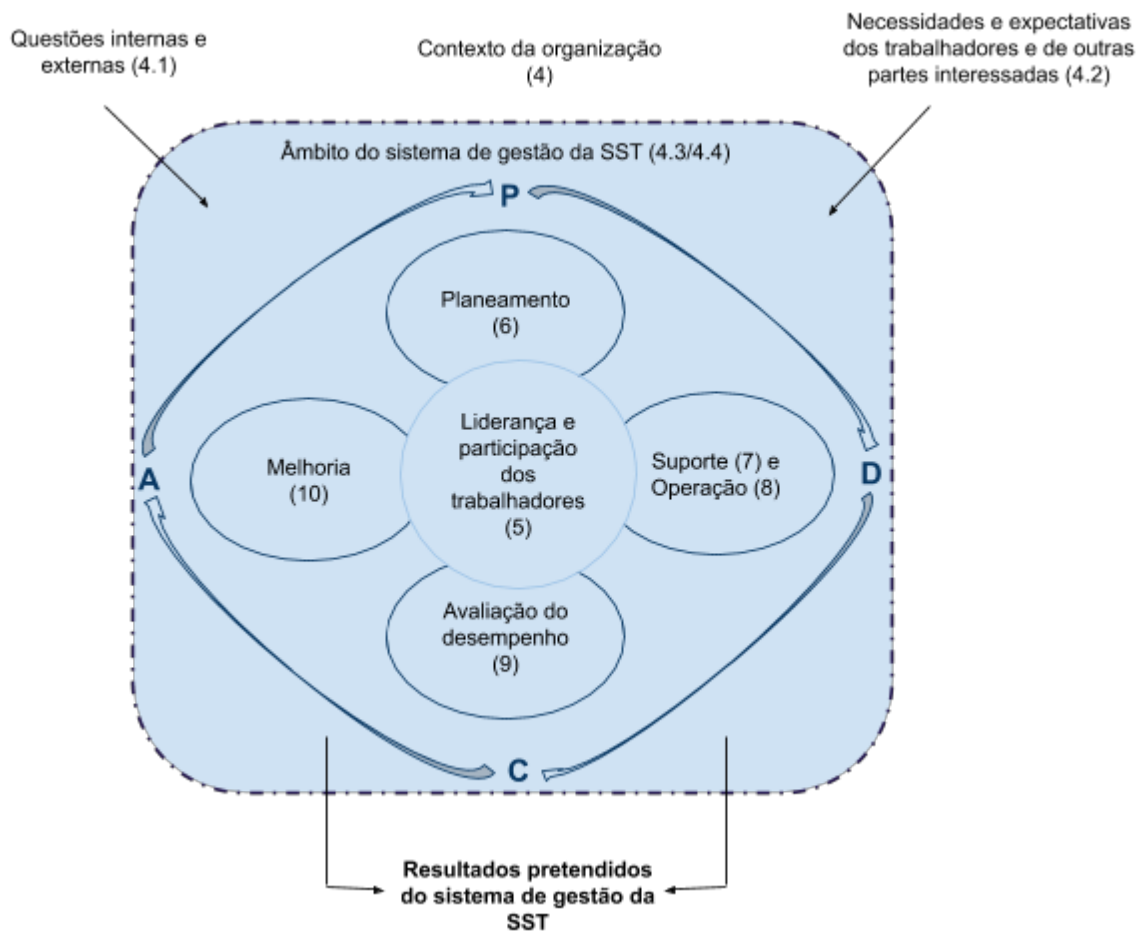 Questões internas e
externas (4.1)
Contexto da organização
(4)
Necessidades e expectativas
dos trabalhadores e de outras
partes interessadas (4.2)
Âmbito do sistema de gestão da SST (4.3/4.4)
P
Planeamento
(6)
Liderança e
participação
dos
trabalhadores
(5)
A
Melhoria
(10)
Suporte (7) e
Operação (8)
D
Avaliação do
desempenho
(9)
C
Resultados pretendidos
do sistema de gestão da
SST